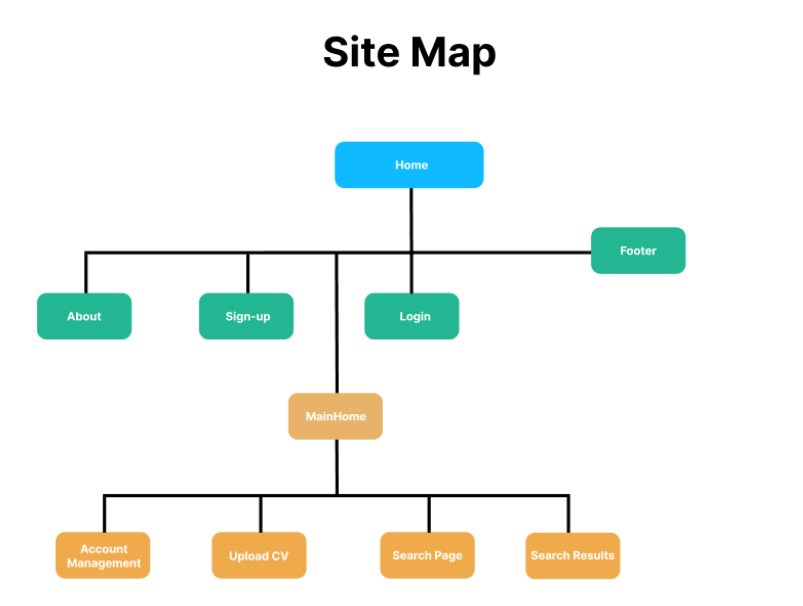 Site Map
Home
Footer
About
Sign-up
Login
MainHome
Account
Management
Upload CV
Search Page
Search Results